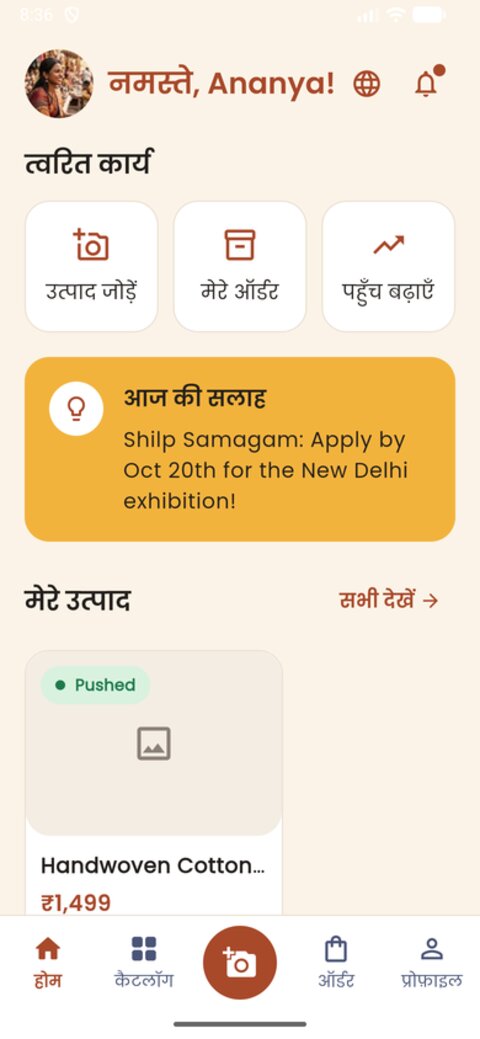 8:36
नमस्ते, Ananya!
त्वरित कार्य
उत्पाद जोड़ें
मेरे ऑर्डर
पहुँच बढ़ाएँ
आज की सलाह
Shilp Samagam: Apply by
Oct 20th for the New Delhi
exhibition!
मेरे उत्पाद
सभी देखें →
Pushed
Handwoven Cotton...
₹1,499
होम
कैटलॉग
ऑर्डर
प्रोफ़ाइल